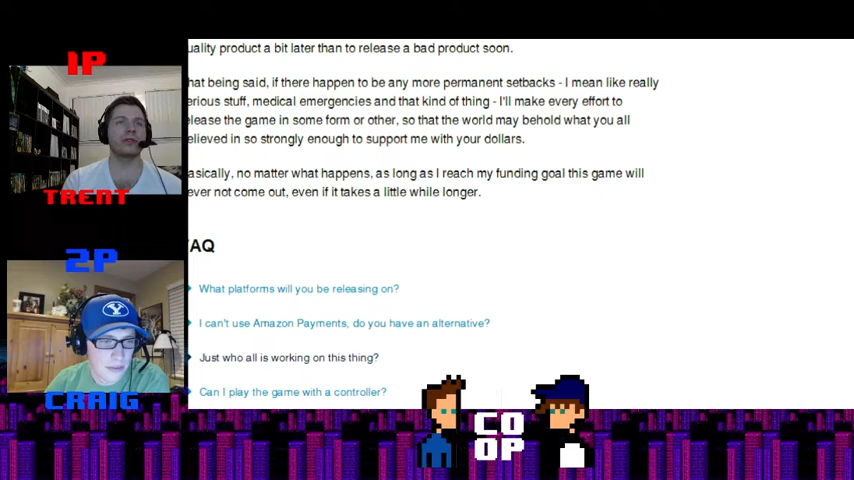 1P
TRENT
2P
CRAIG
uality product a bit later than to release a bad product soon.
hat being said, if there happen to be any more permanent setbacks - I mean like really
erious stuff, medical emergencies and that kind of thing - I'll make every effort to
elease the game in some form or other, so that the world may behold what you all
elieved in so strongly enough to support me with your dollars.
asically, no matter what happens, as long as I reach my funding goal this game will
ever not come out, even if it takes a little while longer.
AQ
What platforms will you be releasing on?
I can't use Amazon Payments, do you have an alternative?
Just who all is working on this thing?
Can I play the game with a controller?
CO
OP